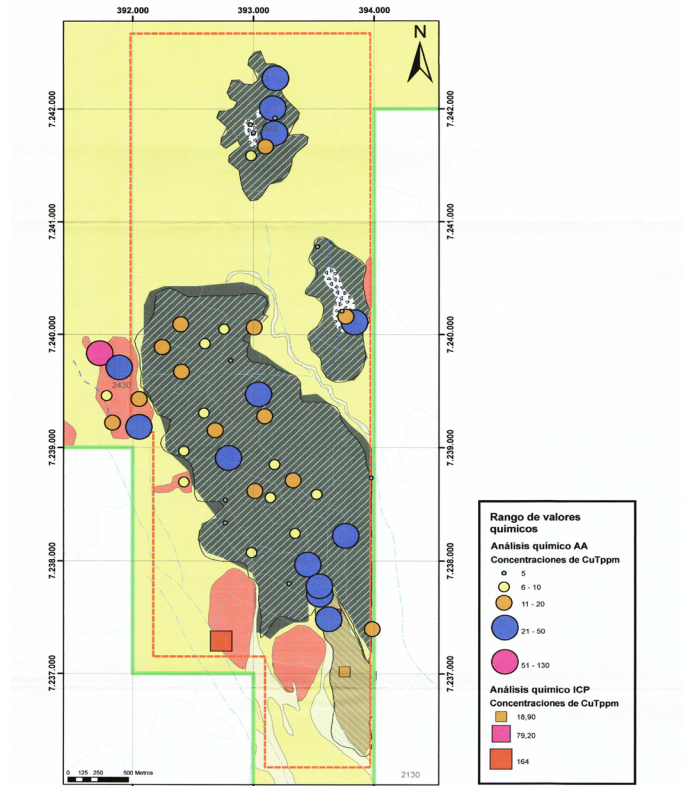 392.000
393.000
394.000
N
7.242.000
7.242.000
7.241.000
7.241.000
7.240.000
7.240.000
2430
7.239.000
7.239.000
7.238.000
7.238.000
7.237.000
7.237.000
0 125 250 500 Metros
2130
Rango de valores
químicos
Análisis químico AA
Concentraciones de CuTppm
5
6 - 10
11 - 20
21 - 50
51 - 130
Análisis químico ICP
Concentraciones de CuTppm
18,90
79,20
164